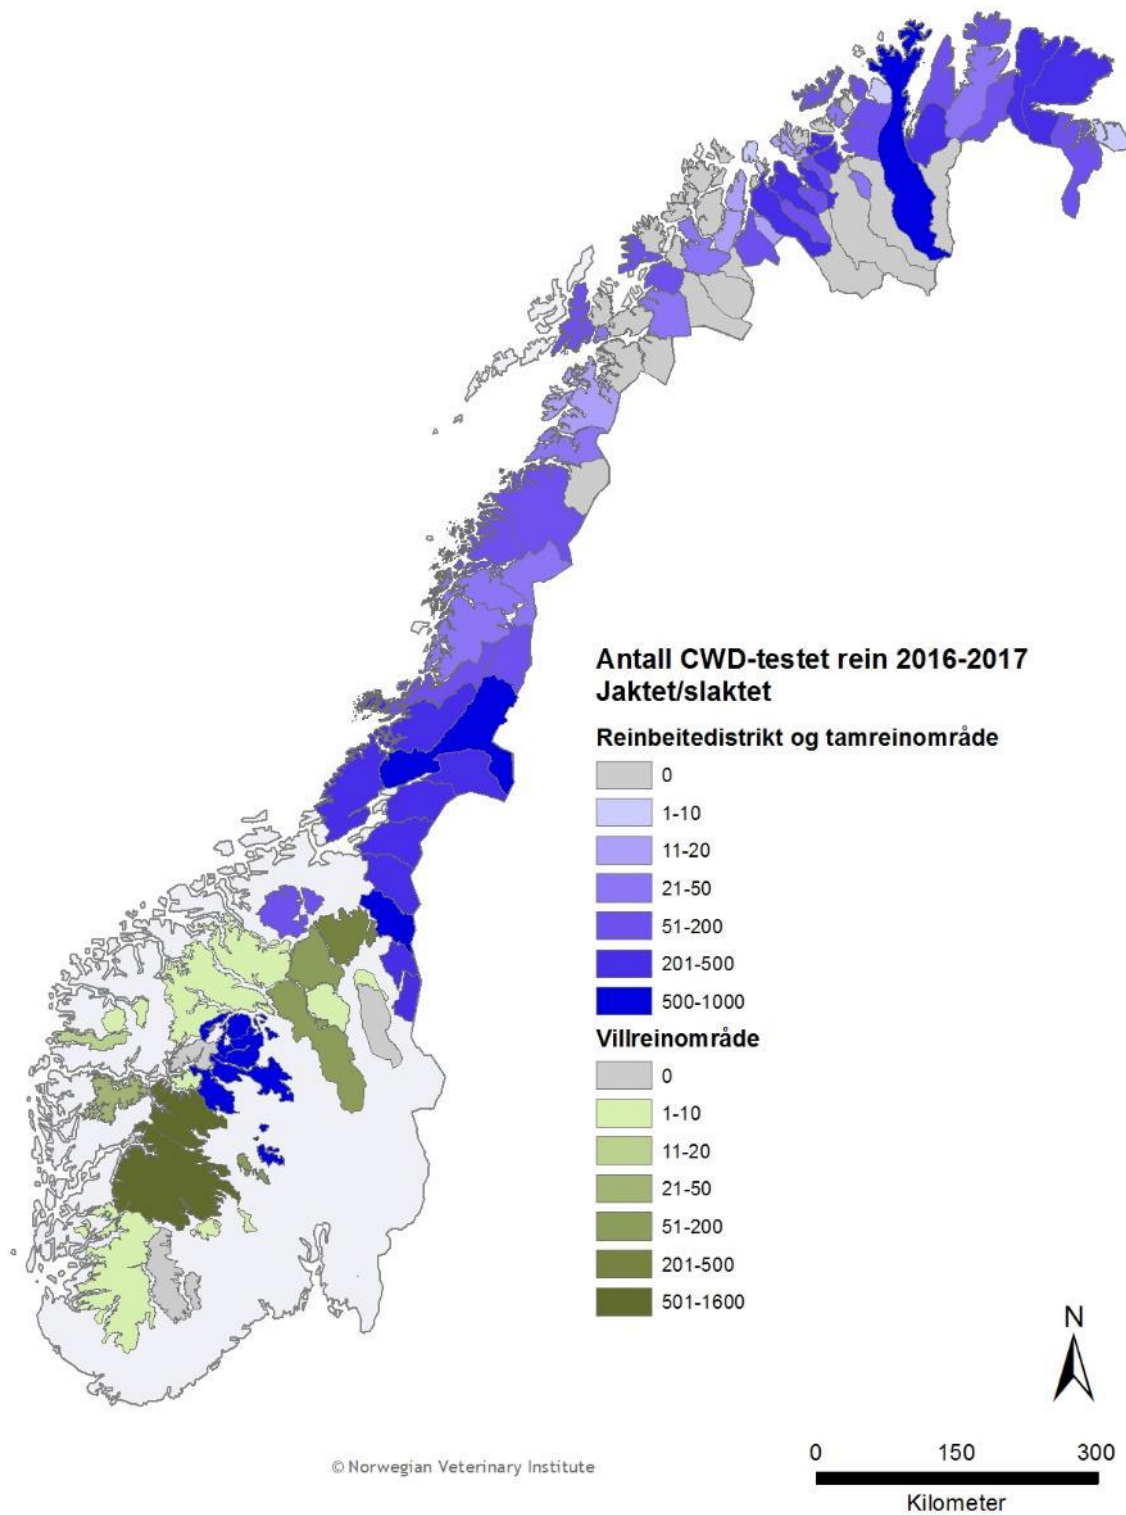 Antall CWD-testet rein 2016-2017
Jaktet/slaktet
Reinbeitedistrikt og tamreinområde
0
1-10
11-20
21-50
51-200
201-500
500-1000
Villreinområde
0
1-10
11-20
21-50
51-200
201-500
501-1600
N
© Norwegian Veterinary Institute
0 150 300
Kilometer